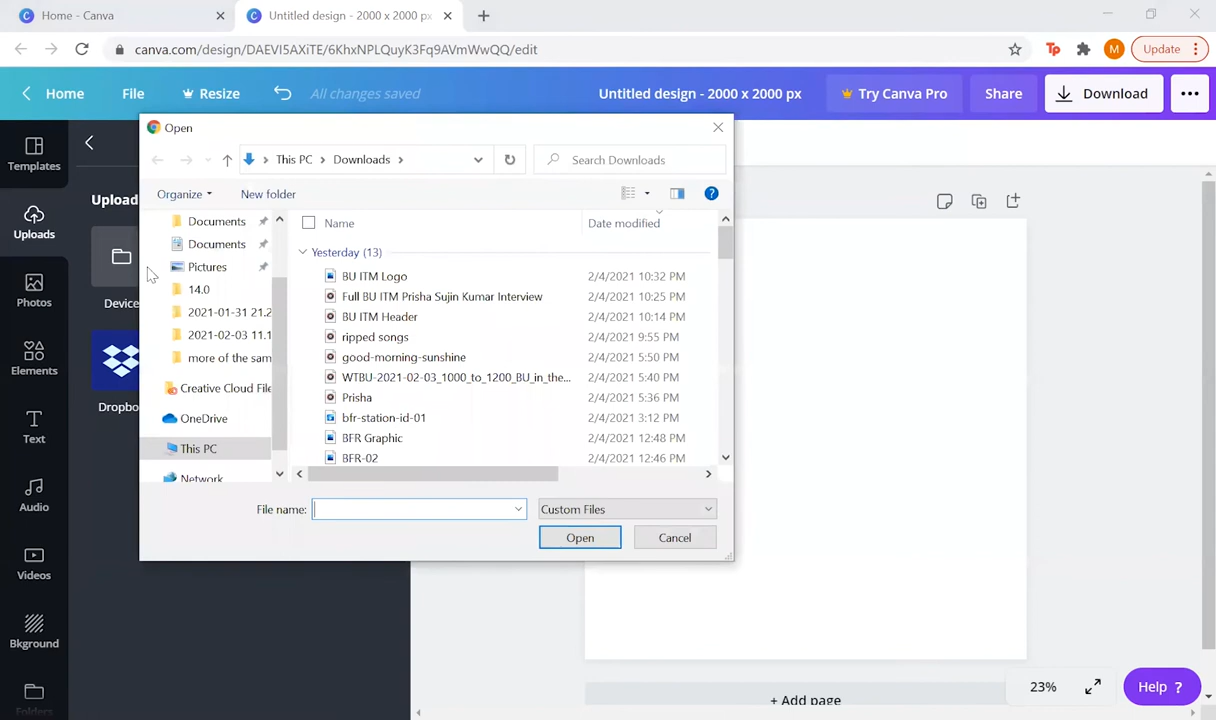 Home - Canva
Untitled design - 2000 x 2000 px
canva.com/design/DAEVI5AXiTE/6KhxNPLQuyK3Fq9AVmWwQQ/edit
Tp
M
Update
Home
File
Resize
All changes saved
Untitled design - 2000 x 2000 px
Try Canva Pro
Share
Download
Open
This PC
Downloads
Search Downloads
Organize
New folder
Name
Date modified
Yesterday (13)
BU ITM Logo 2/4/2021 10:32 PM
Full BU ITM Prisha Sujin Kumar Interview 2/4/2021 10:25 PM
BU ITM Header 2/4/2021 10:14 PM
ripped songs 2/4/2021 9:55 PM
good-morning-sunshine 2/4/2021 5:50 PM
WTBU-2021-02-03_1000_to_1200_BU_in_the... 2/4/2021 5:40 PM
Prisha 2/4/2021 5:36 PM
bfr-station-id-01 2/4/2021 3:12 PM
BFR Graphic 2/4/2021 12:48 PM
BFR-02 2/4/2021 12:46 PM
Documents
Documents
Pictures
14.0
2021-01-31 21.2
2021-02-03 11.1
more of the sam
Creative Cloud File
OneDrive
This PC
Network
File name:
Custom Files
Open
Cancel
Templates
Uploads
Photos
Elements
Text
Audio
Videos
Bkground
Folders
Upload
Device
Dropbo
+ Add page
23%
Help ?